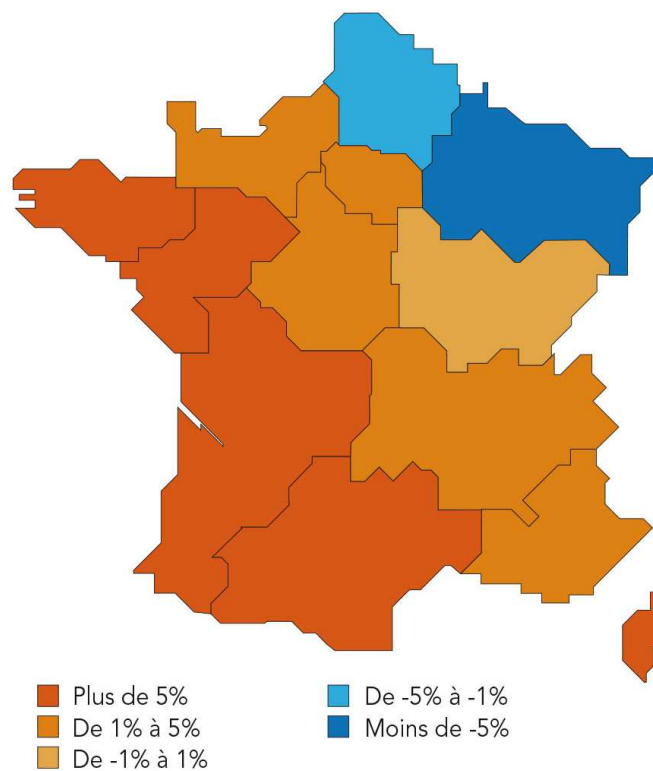 Plus de 5%
De 1% à 5%
De -1% à 1%
De -5% à -1%
Moins de -5%